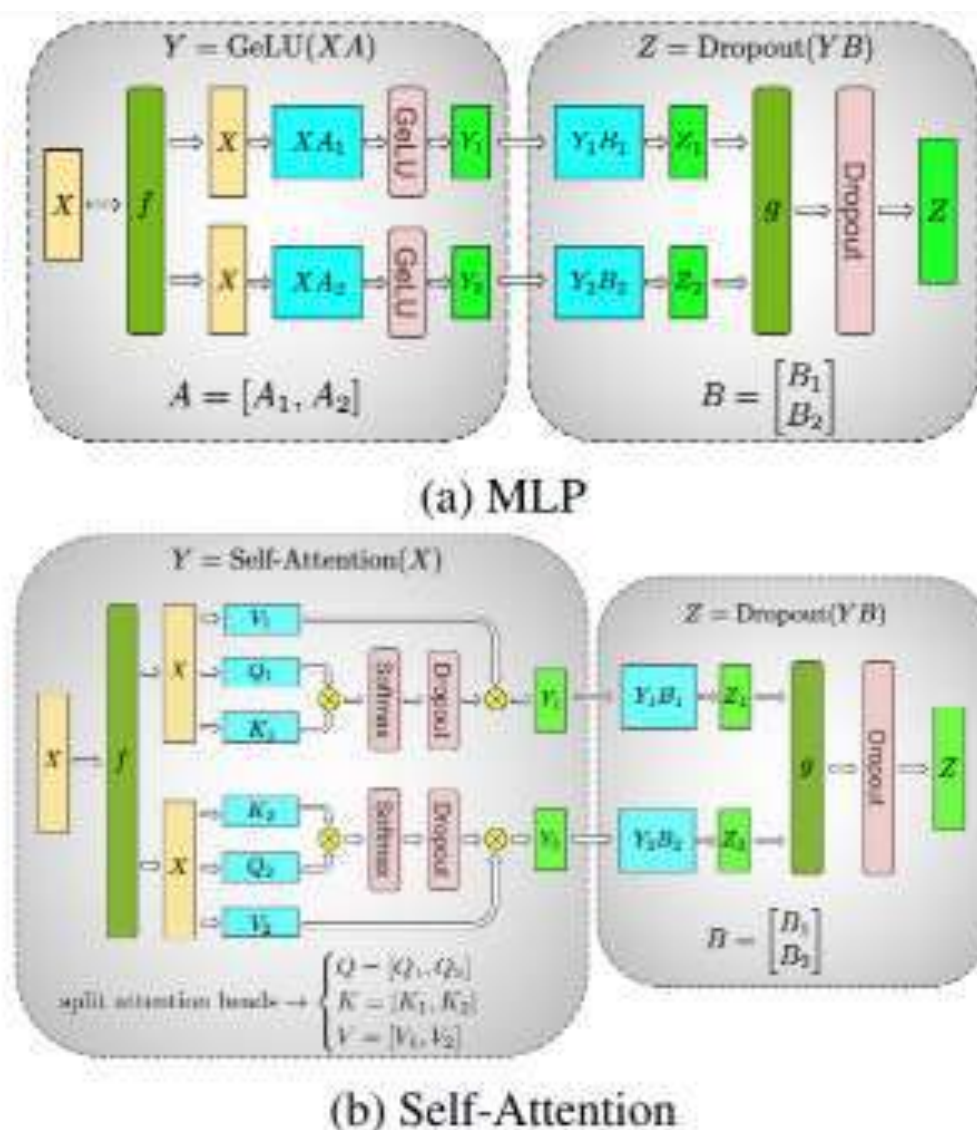 Y = GeLU(XA)
X
f
X
XA₁
GeLU
Y₁
X
XA₂
GeLU
Y₂
A = [A₁, A₂]
Z = Dropout(YB)
Y₁B₁
Z₁
Y₂B₂
Z₂
g
Dropout
Z
B = [B₁
B₂]
(a) MLP
Y = Self-Attention(X)
X
f
X
V₁
Q₁
K₁
Softmax
Dropout
Y₁
X
K₂
Q₂
V₂
Softmax
Dropout
Y₂
split attention heads → { Q = [Q₁, Q₂]
K = [K₁, K₂]
V = [V₁, V₂]
Z = Dropout(YB)
Y₁B₁
Z₁
Y₂B₂
Z₂
g
Dropout
Z
B = [B₁
B₂]
(b) Self-Attention